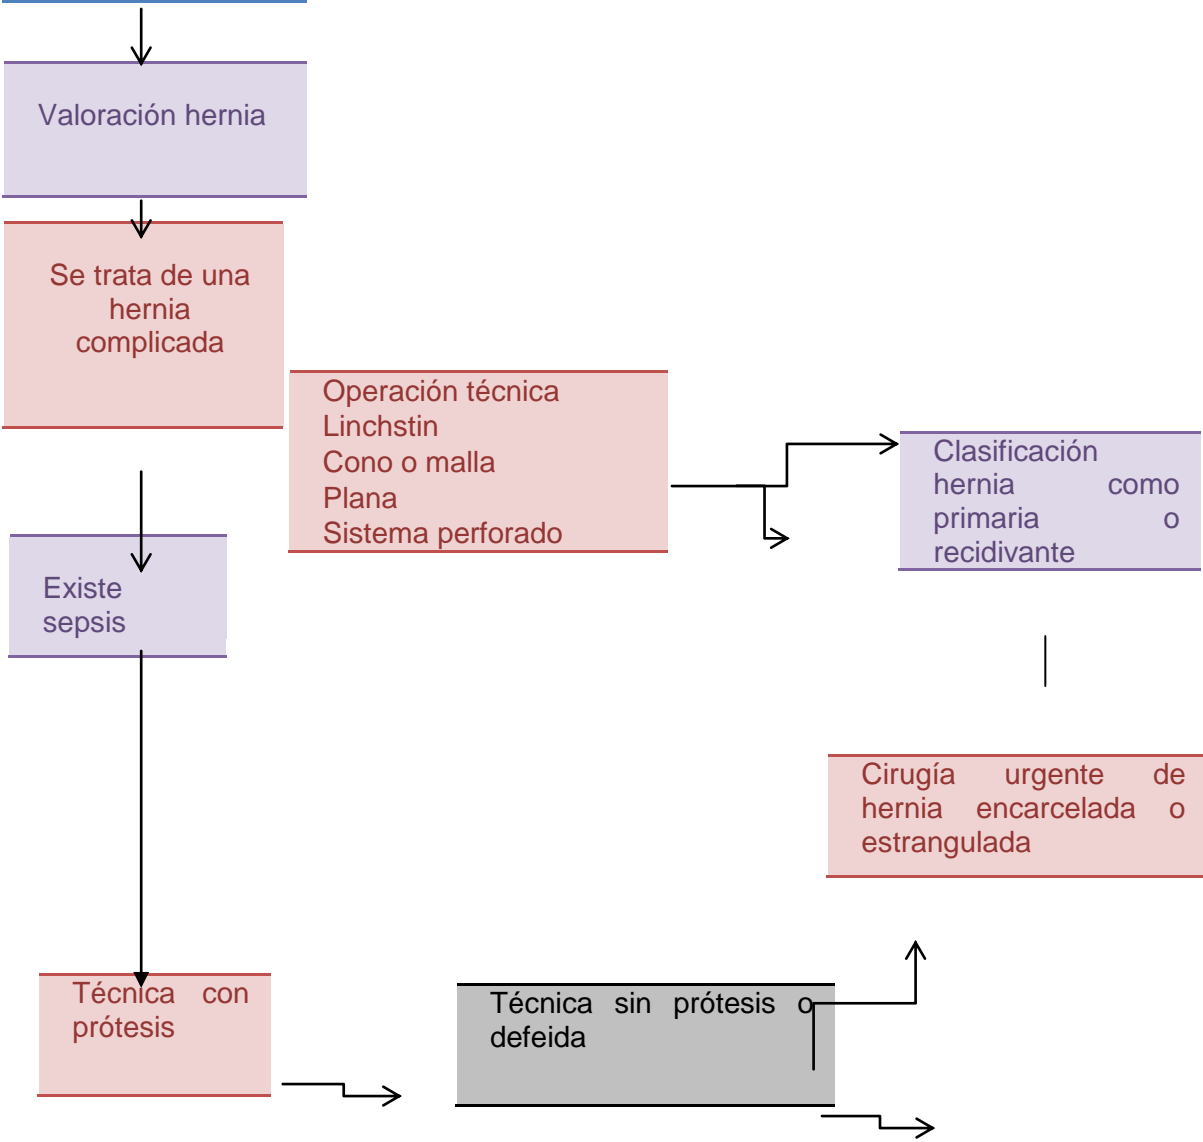 Valoración hernia
Se trata de una
hernia
complicada
Operación técnica
Linchstin
Cono o malla
Plana
Sistema perforado
Clasificación
hernia como
primaria o
recidivante
Existe
sepsis
Cirugía urgente de
hernia encarcelada o
estrangulada
Técnica con
prótesis
Técnica sin prótesis o
defeida